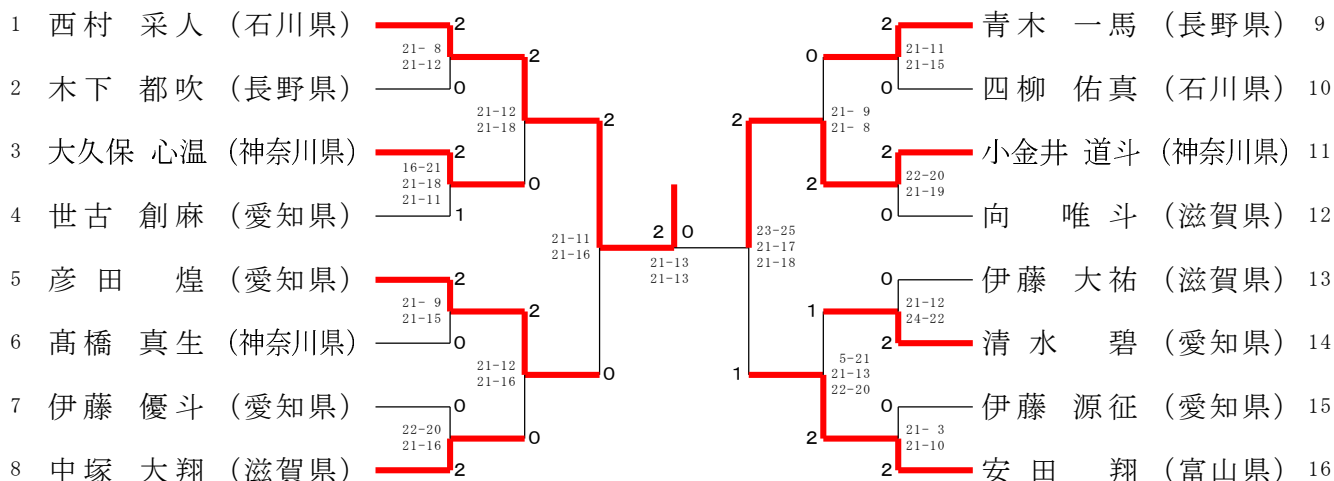 1 西村 采人 (石川県) 2
21- 8
21-12
2
2 木下 都吹 (長野県) 0
21-12
21-18
2
3 大久保 心温 (神奈川県) 2
16-21
21-18
21-11
0
4 世古 創麻 (愛知県) 1
21-11
21-16
2 0
21-13
21-13
5 彦田 煌 (愛知県) 2
21- 9
21-15
2
6 髙橋 真生 (神奈川県) 0
21-12
21-16
0
7 伊藤 優斗 (愛知県) 0
22-20
21-16
0
8 中塚 大翔 (滋賀県) 2
2 青木 一馬 (長野県) 9
0
21-11
21-15
0 四柳 佑真 (石川県) 10
2
21- 9
21- 8
2 小金井 道斗 (神奈川県) 11
2
22-20
21-19
0 向 唯斗 (滋賀県) 12
23-25
21-17
21-18
0 伊藤 大祐 (滋賀県) 13
1
21-12
24-22
2 清水 碧 (愛知県) 14
1
5-21
21-13
22-20
0 伊藤 源征 (愛知県) 15
2
21- 3
21-10
2 安田 翔 (富山県) 16